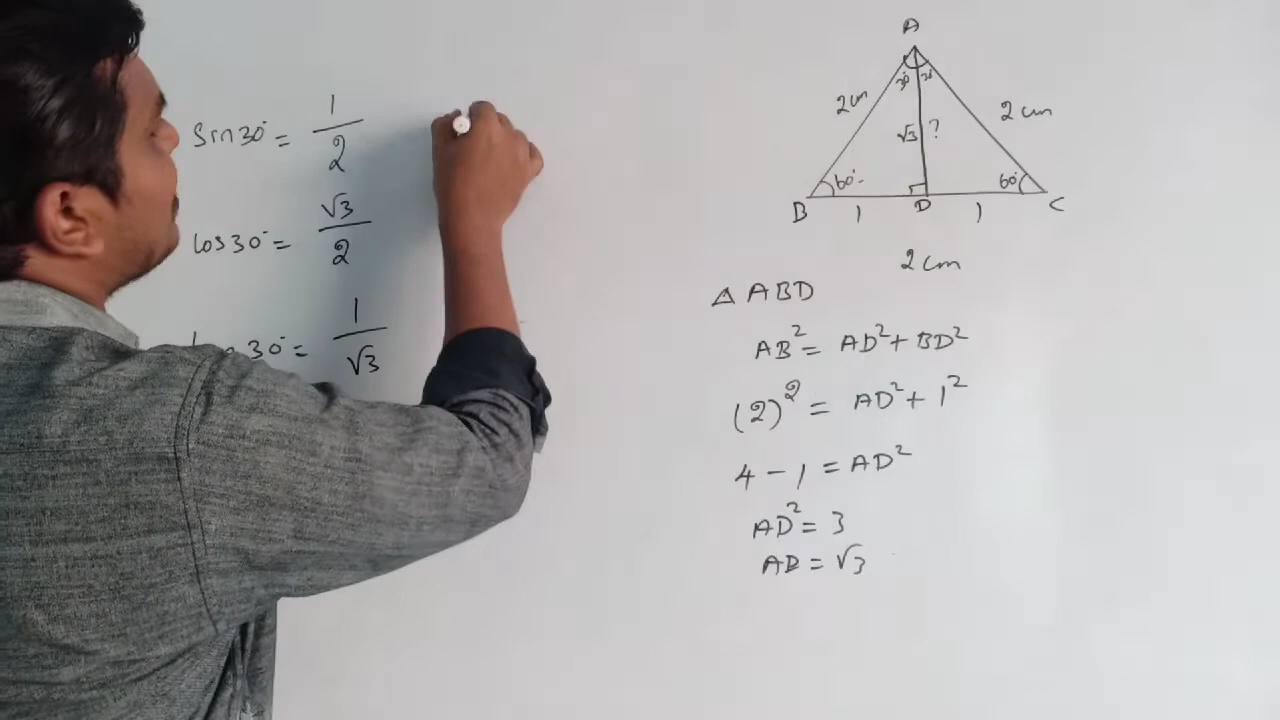 sin30° = 1/2
cos30° = √3/2
30° = 1/√3
A
30° 30°
2cm
2 cm
√3 ?
60°
60°
B 1 D 1 C
2 cm
△ ABD
AB² = AD² + BD²
(2)² = AD² + 1²
4 - 1 = AD²
AD² = 3
AD = √3